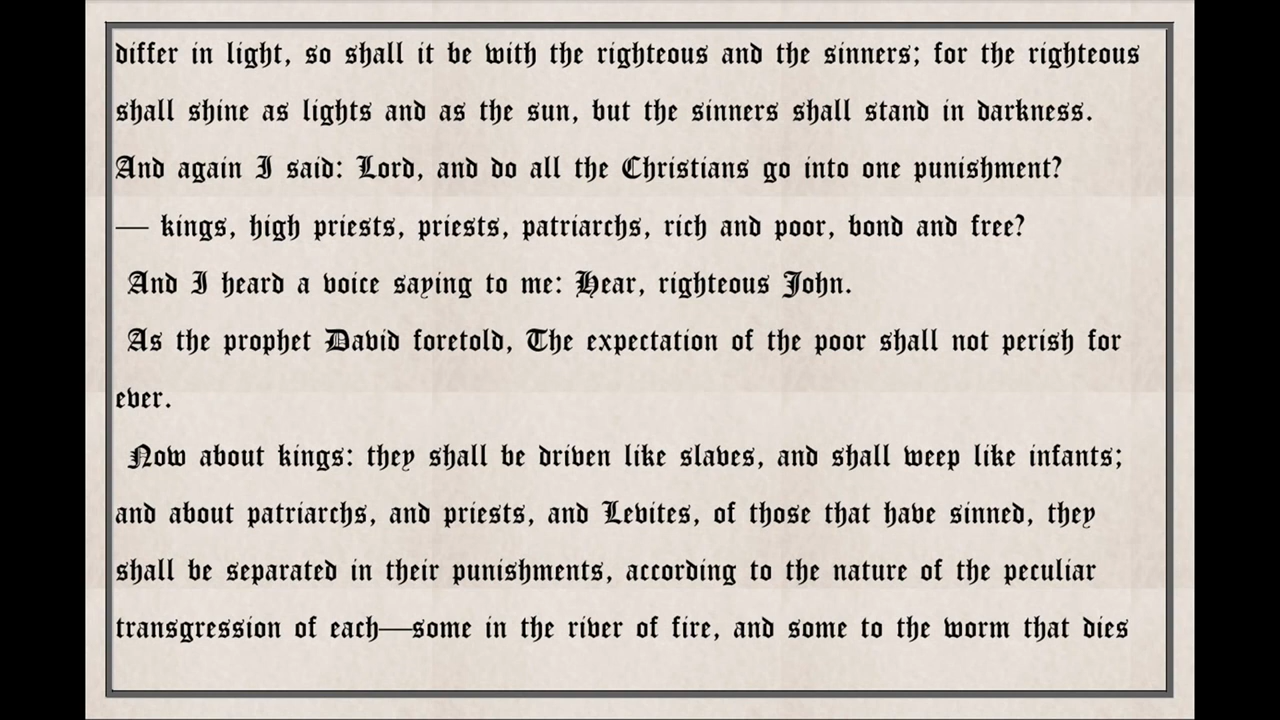 differ in light, so shall it be with the righteous and the sinners; for the righteous
shall shine as lights and as the sun, but the sinners shall stand in darkness.
And again I said: Lord, and do all the Christians go into one punishment?
— kings, high priests, priests, patriarchs, rich and poor, bond and free?
And I heard a voice saying to me: Hear, righteous John.
As the prophet David foretold, The expectation of the poor shall not perish for
ever.
Now about kings: they shall be driven like slaves, and shall weep like infants;
and about patriarchs, and priests, and Levites, of those that have sinned, they
shall be separated in their punishments, according to the nature of the peculiar
transgression of each—some in the river of fire, and some to the worm that dies